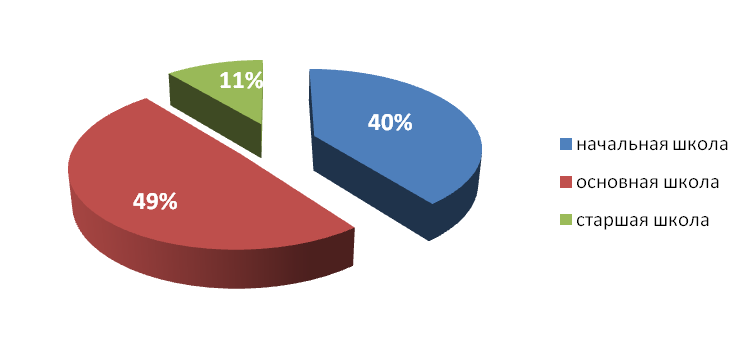 11%
40%
49%
начальная школа
основная школа
старшая школа